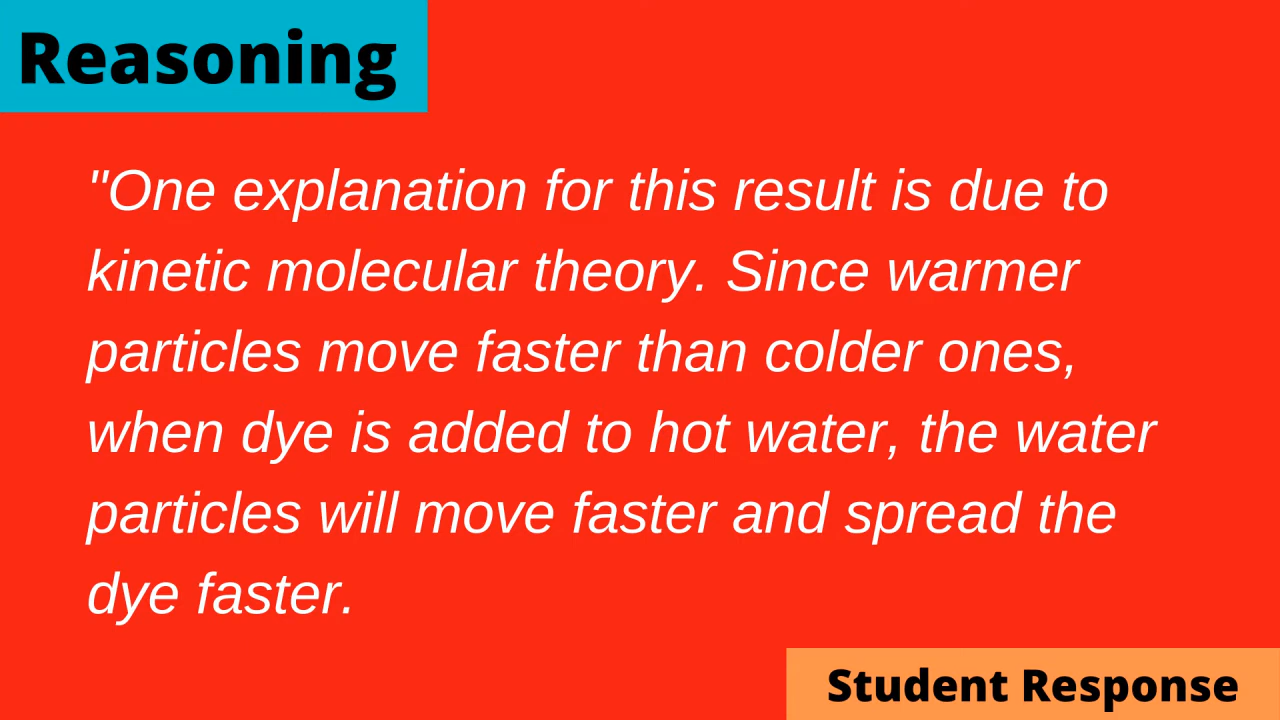 Reasoning
"One explanation for this result is due to
kinetic molecular theory. Since warmer
particles move faster than colder ones,
when dye is added to hot water, the water
particles will move faster and spread the
dye faster.
Student Response